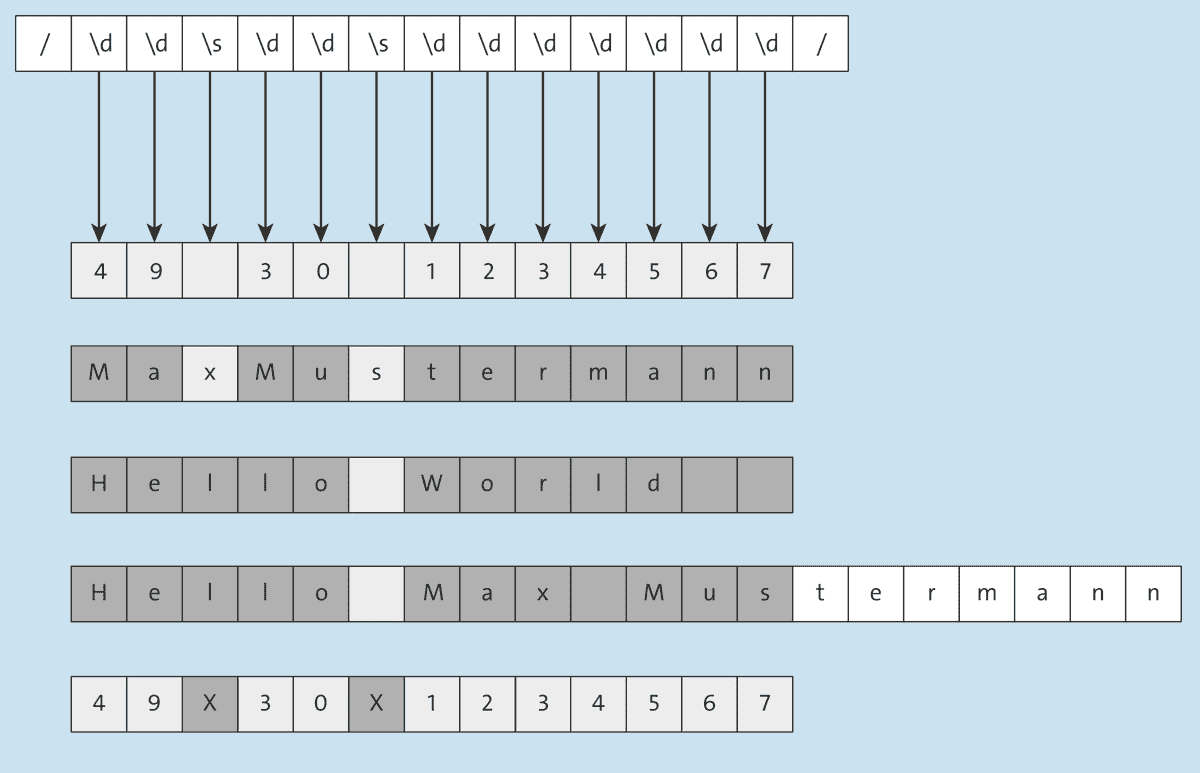 / \d \d \s \d \d \s \d \d \d \d \d \d \d /
4 9 3 0 1 2 3 4 5 6 7
M a x M u s t e r m a n n
H e l l o W o r l d
H e l l o M a x M u s t e r m a n n
4 9 X 3 0 X 1 2 3 4 5 6 7